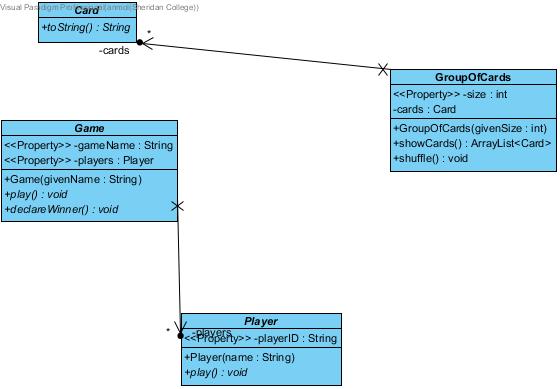 Visual Paradigm Professional(anmol(Sheridan College))
Card
+toString() : String
*
-cards
GroupOfCards
<<Property>> -size : int
-cards : Card
+GroupOfCards(givenSize : int)
+showCards() : ArrayList<Card>
+shuffle() : void
Game
<<Property>> -gameName : String
<<Property>> -players : Player
+Game(givenName : String)
+play() : void
+declareWinner() : void
*
-players
Player
<<Property>> -playerID : String
+Player(name : String)
+play() : void